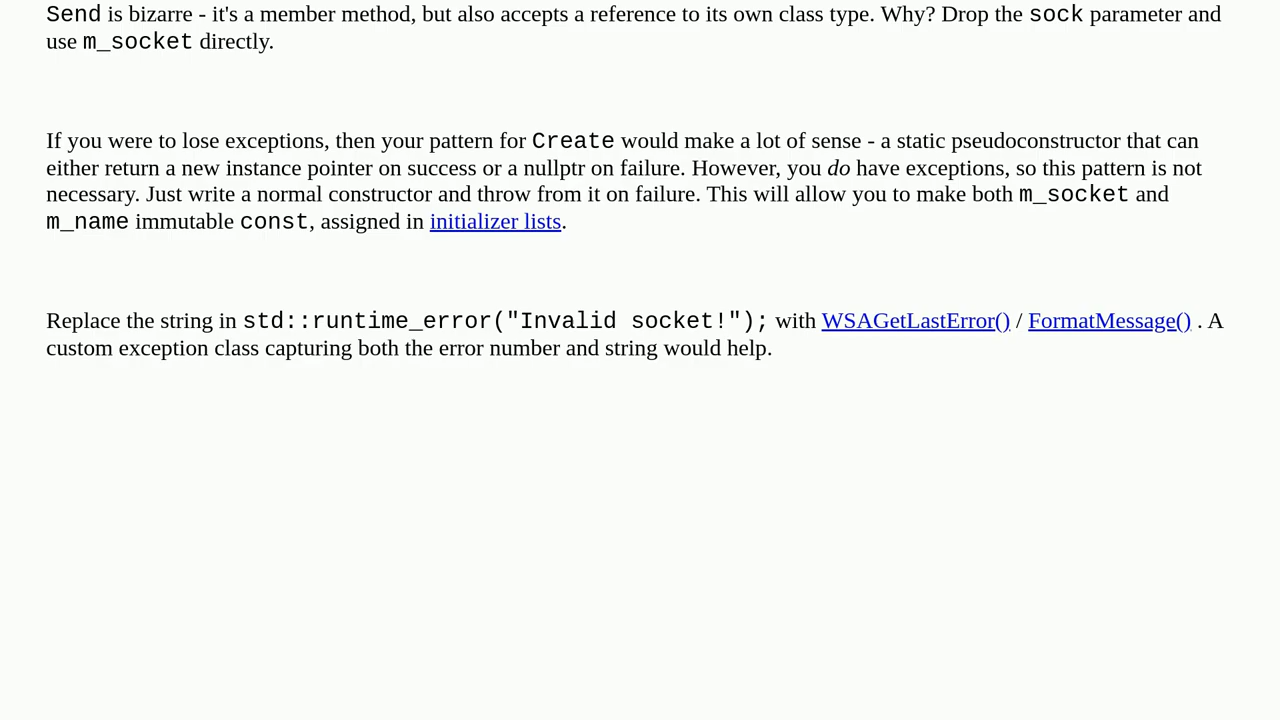 Send is bizarre - it's a member method, but also accepts a reference to its own class type. Why? Drop the sock parameter and
use m_socket directly.
If you were to lose exceptions, then your pattern for Create would make a lot of sense - a static pseudoconstructor that can
either return a new instance pointer on success or a nullptr on failure. However, you do have exceptions, so this pattern is not
necessary. Just write a normal constructor and throw from it on failure. This will allow you to make both m_socket and
m_name immutable const, assigned in initializer lists.
Replace the string in std::runtime_error("Invalid socket!"); with WSAGetLastError() / FormatMessage() . A
custom exception class capturing both the error number and string would help.